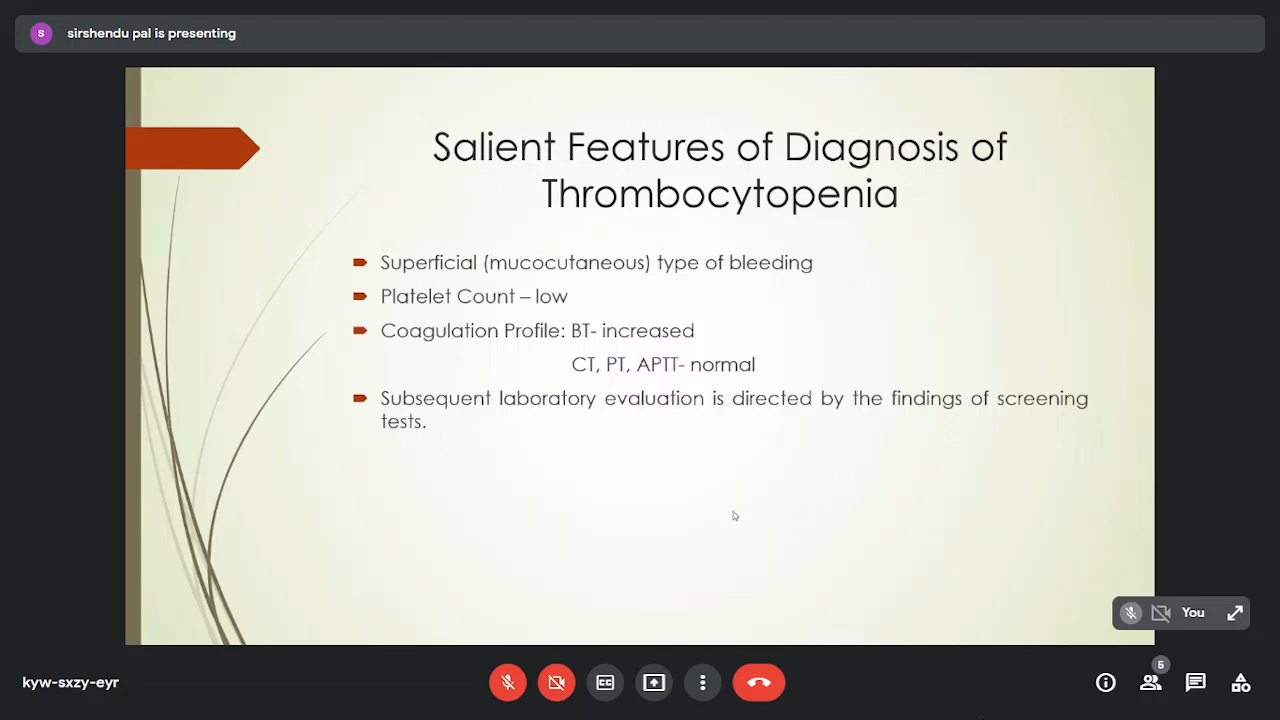 S
sirshendu pal is presenting
Salient Features of Diagnosis of
Thrombocytopenia
Superficial (mucocutaneous) type of bleeding
Platelet Count – low
Coagulation Profile: BT- increased
CT, PT, APTT- normal
Subsequent laboratory evaluation is directed by the findings of screening
tests.
You
kyw-sxzy-eyr
CC
5